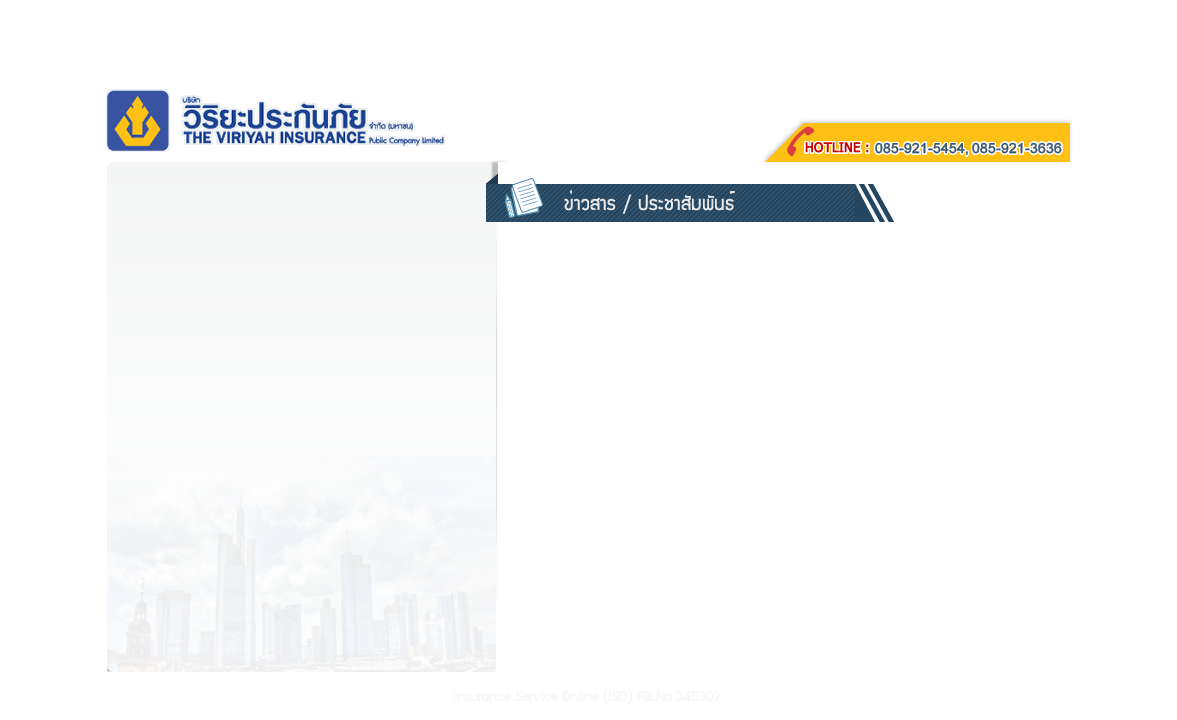 บริษัท
วิริยะประกันภัย จำกัด (มหาชน)
THE VIRIYAH INSURANCE Public Company Limited
HOTLINE : 085-921-5454, 085-921-3636
ข่าวสาร / ประชาสัมพันธ์
Insurance Service Online (ISO) Rls.No 345302